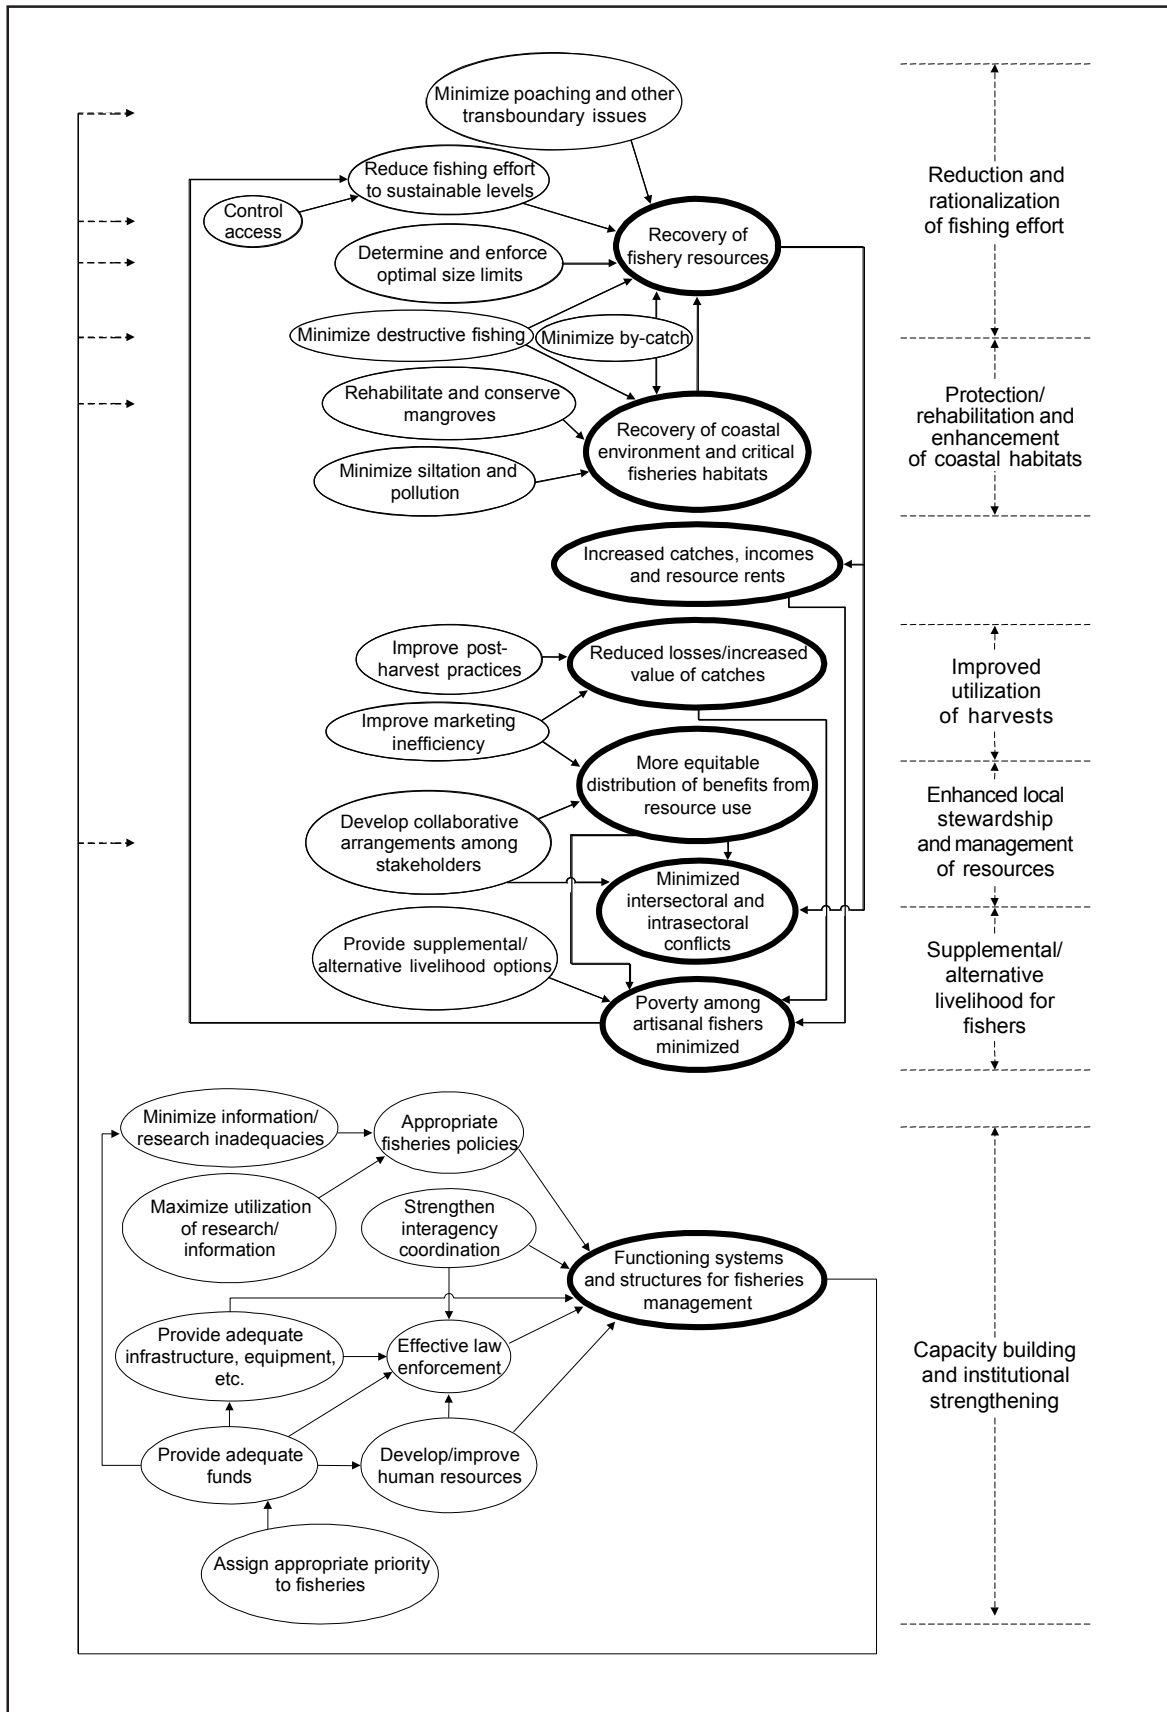 Minimize poaching and other
transboundary issues
Reduce fishing effort
to sustainable levels
Control
access
Recovery of
fishery resources
Determine and enforce
optimal size limits
Minimize destructive fishing
Minimize by-catch
Rehabilitate and conserve
mangroves
Recovery of coastal
environment and critical
fisheries habitats
Minimize siltation and
pollution
Increased catches, incomes
and resource rents
Improve post-
harvest practices
Reduced losses/increased
value of catches
Improve marketing
inefficiency
More equitable
distribution of benefits from
resource use
Develop collaborative
arrangements among
stakeholders
Minimized
intersectoral and
intrasectoral
conflicts
Provide supplemental/
alternative livelihood options
Poverty among
artisanal fishers
minimized
Minimize information/
research inadequacies
Appropriate
fisheries policies
Maximize utilization
of research/
information
Strengthen
interagency
coordination
Functioning systems
and structures for fisheries
management
Provide adequate
infrastructure, equipment,
etc.
Effective law
enforcement
Provide adequate
funds
Develop/improve
human resources
Assign appropriate priority
to fisheries
Reduction and
rationalization
of fishing effort
Protection/
rehabilitation and
enhancement
of coastal habitats
Improved
utilization
of harvests
Enhanced local
stewardship
and management
of resources
Supplemental/
alternative
livelihood for
fishers
Capacity building
and institutional
strengthening